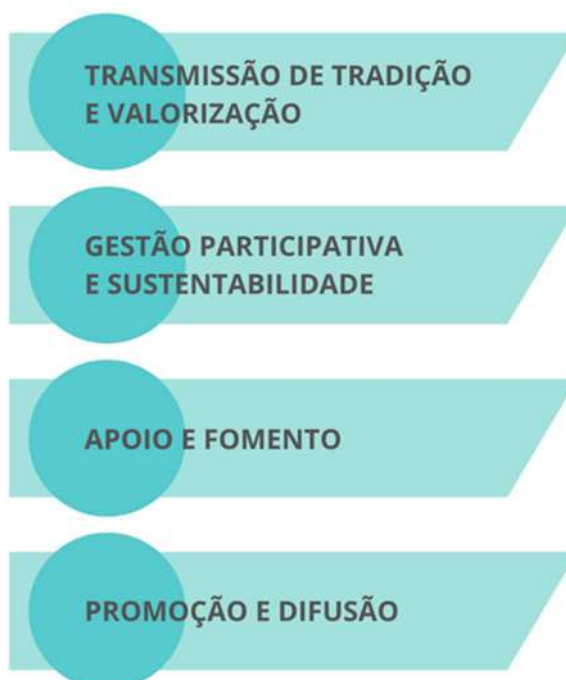 TRANSMISSÃO DE TRADIÇÃO
E VALORIZAÇÃO
GESTÃO PARTICIPATIVA
E SUSTENTABILIDADE
APOIO E FOMENTO
PROMOÇÃO E DIFUSÃO